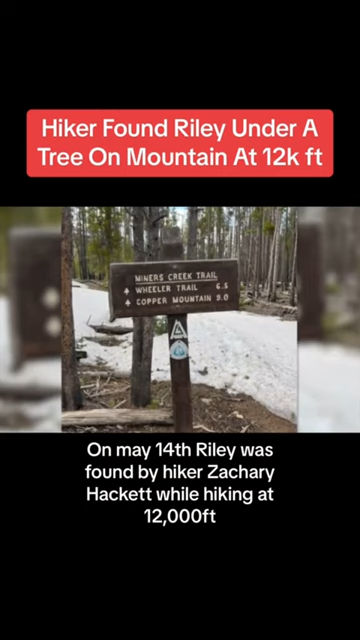 Hiker Found Riley Under A
Tree On Mountain At 12k ft
MINERS CREEK TRAIL
WHEELER TRAIL 6.5
COPPER MOUNTAIN 9.0
On may 14th Riley was
found by hiker Zachary
Hackett while hiking at
12,000ft